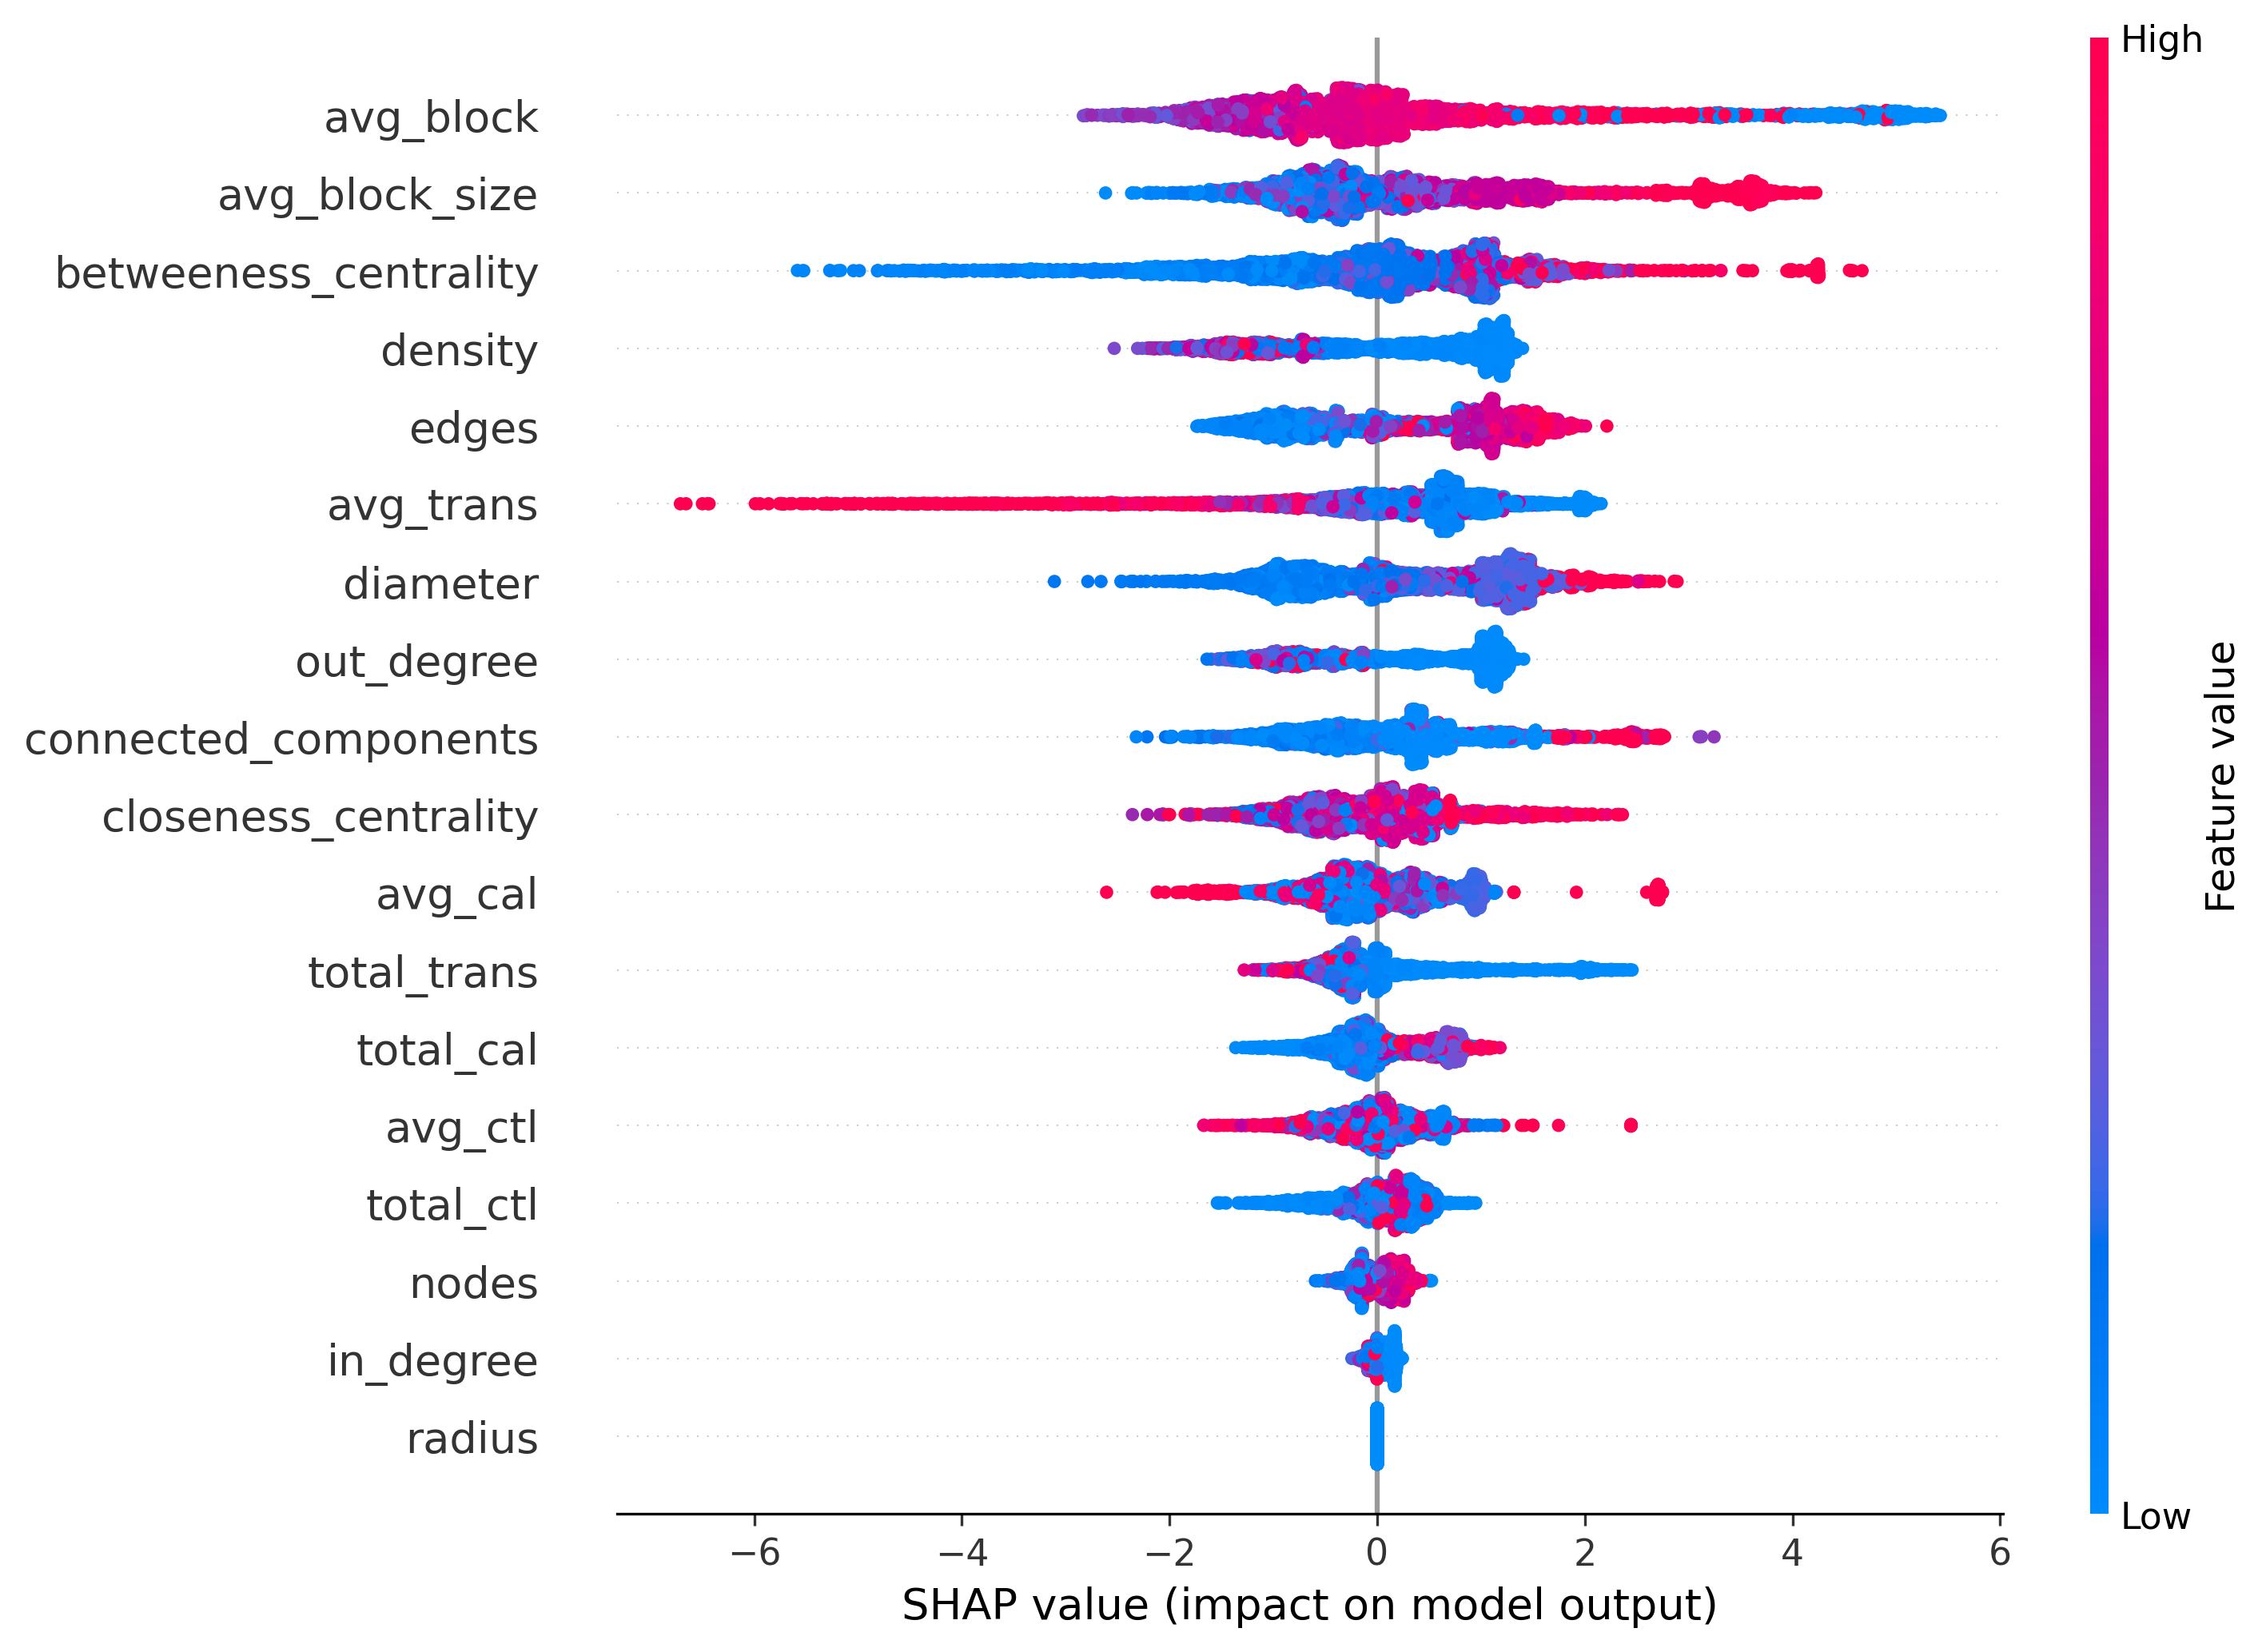 High
avg_block
avg_block_size
betweeness_centrality
density
edges
avg_trans
diameter
out_degree
connected_components
closeness_centrality
avg_cal
total_trans
total_cal
avg_ctl
total_ctl
nodes
in_degree
radius
Feature value
Low
−6 −4 −2 0 2 4 6
SHAP value (impact on model output)